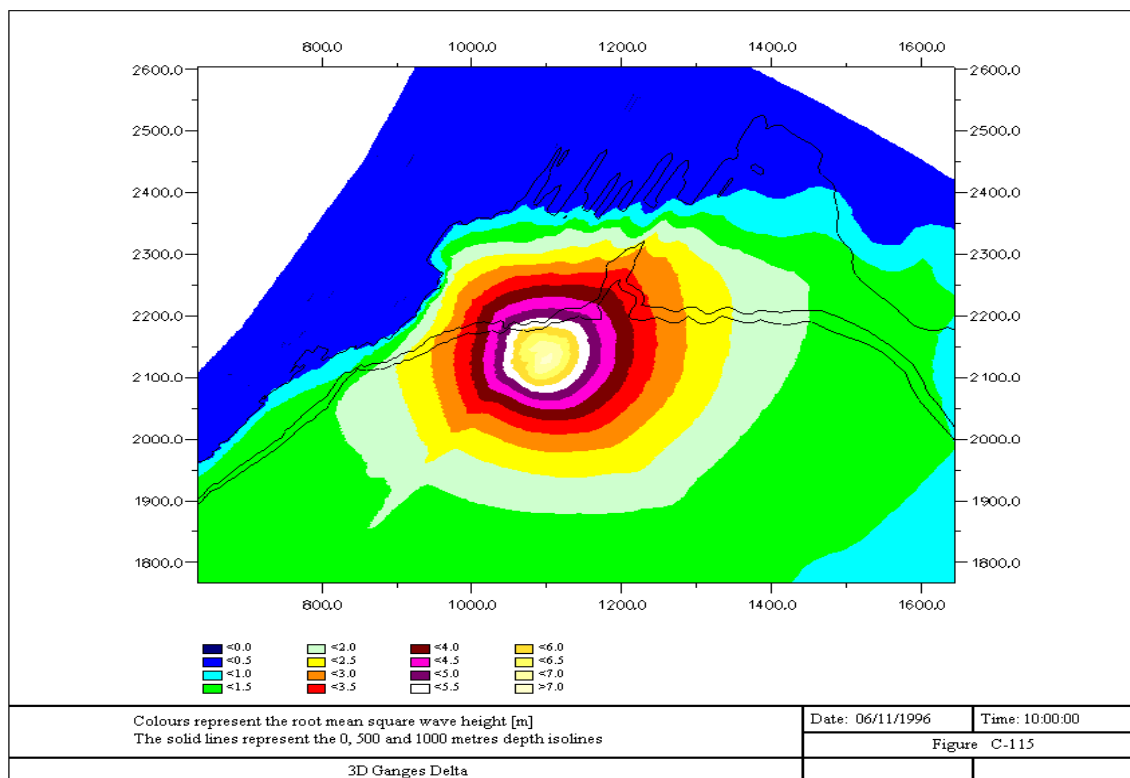 800.0 1000.0 1200.0 1400.0 1600.0
2600.0 2600.0
2500.0 2500.0
2400.0 2400.0
2300.0 2300.0
2200.0 2200.0
2100.0 2100.0
2000.0 2000.0
1900.0 1900.0
1800.0 1800.0
800.0 1000.0 1200.0 1400.0 1600.0
<0.0 <2.0 <4.0 <6.0
<0.5 <2.5 <4.5 <6.5
<1.0 <3.0 <5.0 <7.0
<1.5 <3.5 <5.5 >7.0
Colours represent the root mean square wave height [m]
The solid lines represent the 0, 500 and 1000 metres depth isolines
Date: 06/11/1996 Time: 10:00:00
Figure C-115
3D Ganges Delta